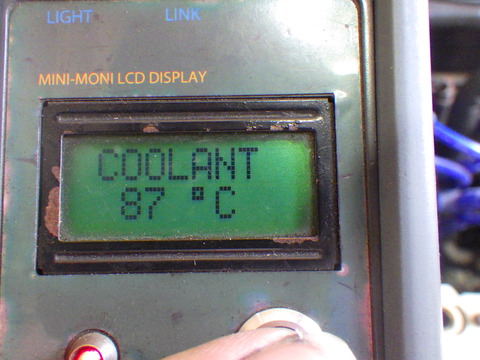 LIGHT LINK
MINI-MONI LCD DISPLAY
COOLANT
87 °C